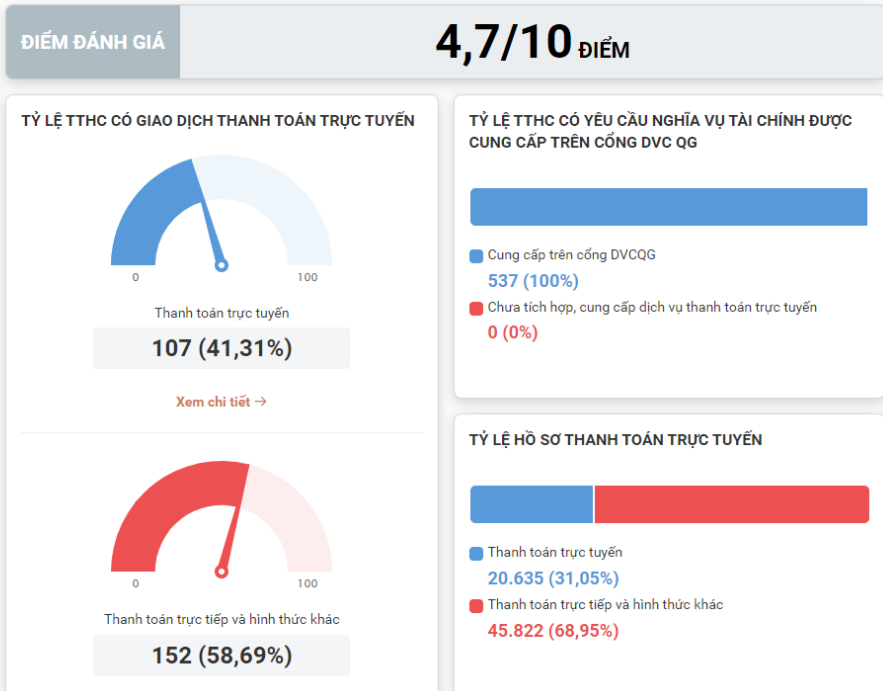 ĐIỂM ĐÁNH GIÁ
4,7/10 ĐIỂM
TỶ LỆ TTHC CÓ GIAO DỊCH THANH TOÁN TRỰC TUYẾN
0
100
Thanh toán trực tuyến
107 (41,31%)
Xem chi tiết →
0
100
Thanh toán trực tiếp và hình thức khác
152 (58,69%)
TỶ LỆ TTHC CÓ YÊU CẦU NGHĨA VỤ TÀI CHÍNH ĐƯỢC
CUNG CẤP TRÊN CỔNG DVC QG
Cung cấp trên cổng DVCQG
537 (100%)
Chưa tích hợp, cung cấp dịch vụ thanh toán trực tuyến
0 (0%)
TỶ LỆ HỒ SƠ THANH TOÁN TRỰC TUYẾN
Thanh toán trực tuyến
20.635 (31,05%)
Thanh toán trực tiếp và hình thức khác
45.822 (68,95%)